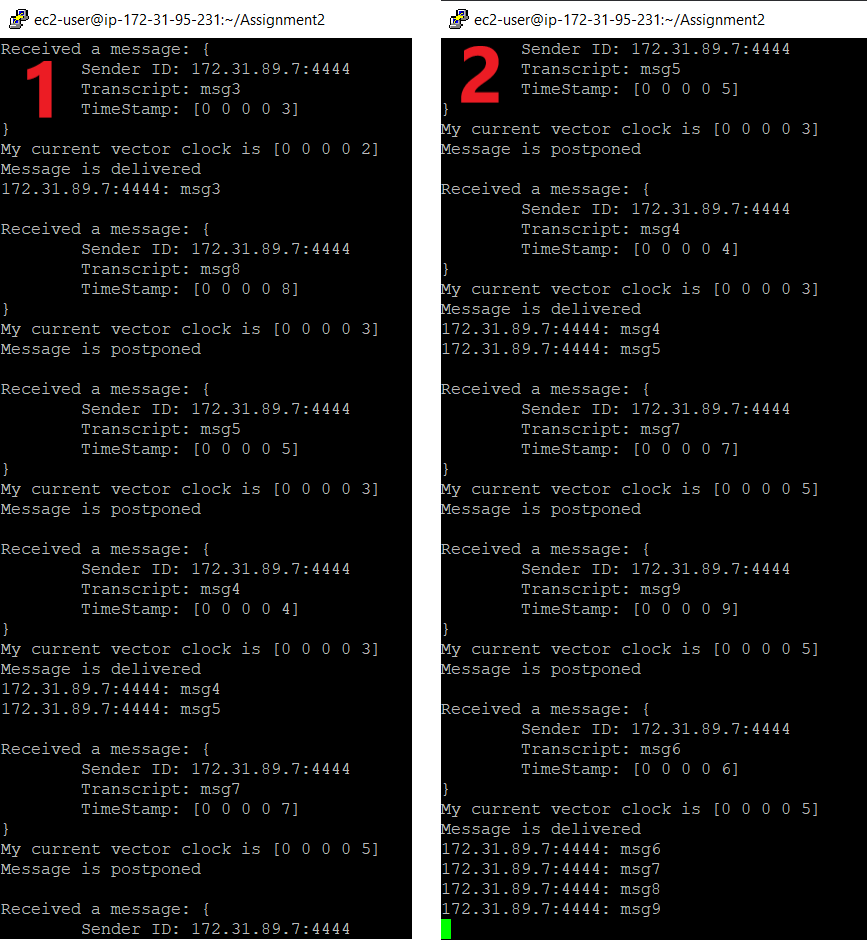 ec2-user@ip-172-31-95-231:~/Assignment2
1
Received a message: {
Sender ID: 172.31.89.7:4444
Transcript: msg3
TimeStamp: [0 0 0 0 3]
}
My current vector clock is [0 0 0 0 2]
Message is delivered
172.31.89.7:4444: msg3
Received a message: {
Sender ID: 172.31.89.7:4444
Transcript: msg8
TimeStamp: [0 0 0 0 8]
}
My current vector clock is [0 0 0 0 3]
Message is postponed
Received a message: {
Sender ID: 172.31.89.7:4444
Transcript: msg5
TimeStamp: [0 0 0 0 5]
}
My current vector clock is [0 0 0 0 3]
Message is postponed
Received a message: {
Sender ID: 172.31.89.7:4444
Transcript: msg4
TimeStamp: [0 0 0 0 4]
}
My current vector clock is [0 0 0 0 3]
Message is delivered
172.31.89.7:4444: msg4
172.31.89.7:4444: msg5
Received a message: {
Sender ID: 172.31.89.7:4444
Transcript: msg7
TimeStamp: [0 0 0 0 7]
}
My current vector clock is [0 0 0 0 5]
Message is postponed
Received a message: {
Sender ID: 172.31.89.7:4444
ec2-user@ip-172-31-95-231:~/Assignment2
2
Sender ID: 172.31.89.7:4444
Transcript: msg5
TimeStamp: [0 0 0 0 5]
}
My current vector clock is [0 0 0 0 3]
Message is postponed
Received a message: {
Sender ID: 172.31.89.7:4444
Transcript: msg4
TimeStamp: [0 0 0 0 4]
}
My current vector clock is [0 0 0 0 3]
Message is delivered
172.31.89.7:4444: msg4
172.31.89.7:4444: msg5
Received a message: {
Sender ID: 172.31.89.7:4444
Transcript: msg7
TimeStamp: [0 0 0 0 7]
}
My current vector clock is [0 0 0 0 5]
Message is postponed
Received a message: {
Sender ID: 172.31.89.7:4444
Transcript: msg9
TimeStamp: [0 0 0 0 9]
}
My current vector clock is [0 0 0 0 5]
Message is postponed
Received a message: {
Sender ID: 172.31.89.7:4444
Transcript: msg6
TimeStamp: [0 0 0 0 6]
}
My current vector clock is [0 0 0 0 5]
Message is delivered
172.31.89.7:4444: msg6
172.31.89.7:4444: msg7
172.31.89.7:4444: msg8
172.31.89.7:4444: msg9